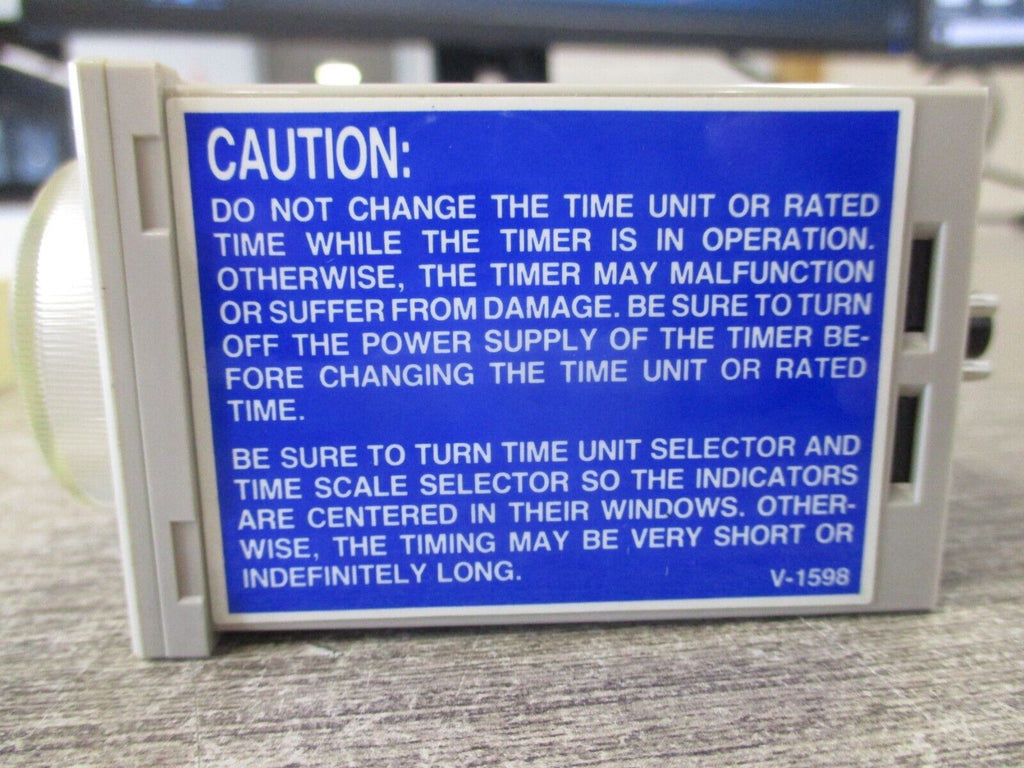 CAUTION:
DO NOT CHANGE THE TIME UNIT OR RATED
TIME WHILE THE TIMER IS IN OPERATION.
OTHERWISE, THE TIMER MAY MALFUNCTION
OR SUFFER FROM DAMAGE. BE SURE TO TURN
OFF THE POWER SUPPLY OF THE TIMER BE-
FORE CHANGING THE TIME UNIT OR RATED
TIME.
BE SURE TO TURN TIME UNIT SELECTOR AND
TIME SCALE SELECTOR SO THE INDICATORS
ARE CENTERED IN THEIR WINDOWS. OTHER-
WISE, THE TIMING MAY BE VERY SHORT OR
INDEFINITELY LONG.
V-1598